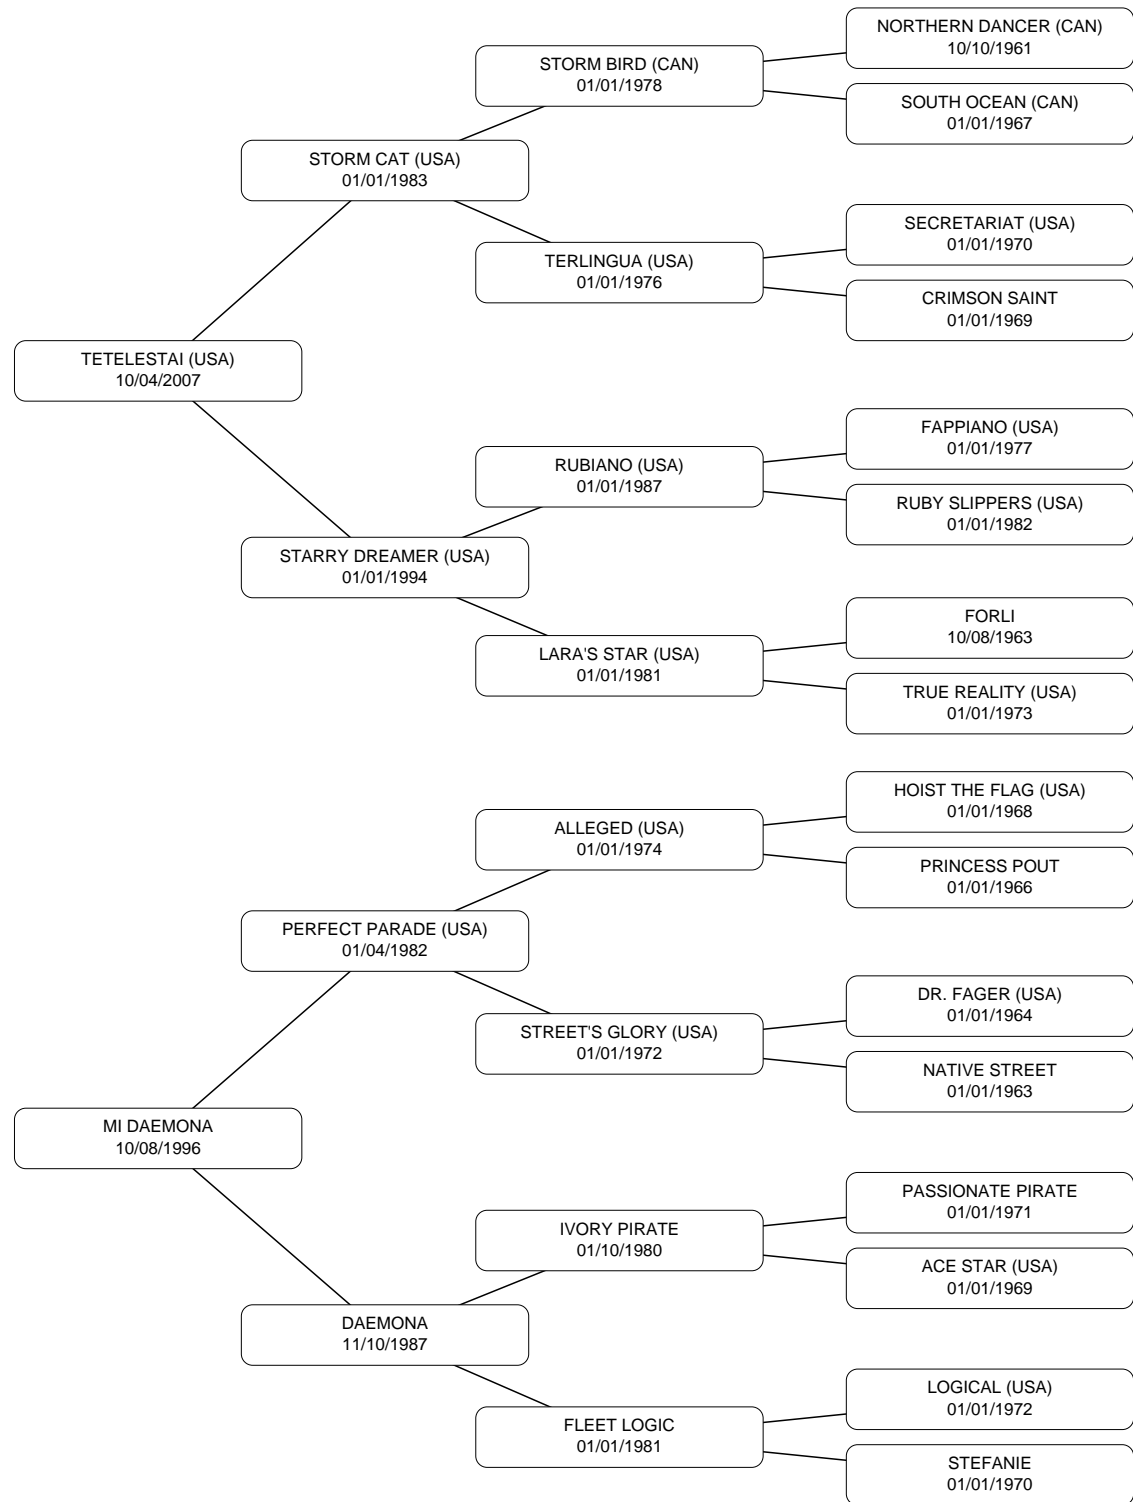 NORTHERN DANCER (CAN)
10/10/1961
STORM BIRD (CAN)
01/01/1978
SOUTH OCEAN (CAN)
01/01/1967
STORM CAT (USA)
01/01/1983
SECRETARIAT (USA)
01/01/1970
TERLINGUA (USA)
01/01/1976
CRIMSON SAINT
01/01/1969
TETELESTAI (USA)
10/04/2007
FAPPIANO (USA)
01/01/1977
RUBIANO (USA)
01/01/1987
RUBY SLIPPERS (USA)
01/01/1982
STARRY DREAMER (USA)
01/01/1994
FORLI
10/08/1963
LARA'S STAR (USA)
01/01/1981
TRUE REALITY (USA)
01/01/1973
HOIST THE FLAG (USA)
01/01/1968
ALLEGED (USA)
01/01/1974
PRINCESS POUT
01/01/1966
PERFECT PARADE (USA)
01/04/1982
DR. FAGER (USA)
01/01/1964
STREET'S GLORY (USA)
01/01/1972
NATIVE STREET
01/01/1963
MI DAEMONA
10/08/1996
PASSIONATE PIRATE
01/01/1971
IVORY PIRATE
01/10/1980
ACE STAR (USA)
01/01/1969
DAEMONA
11/10/1987
LOGICAL (USA)
01/01/1972
FLEET LOGIC
01/01/1981
STEFANIE
01/01/1970